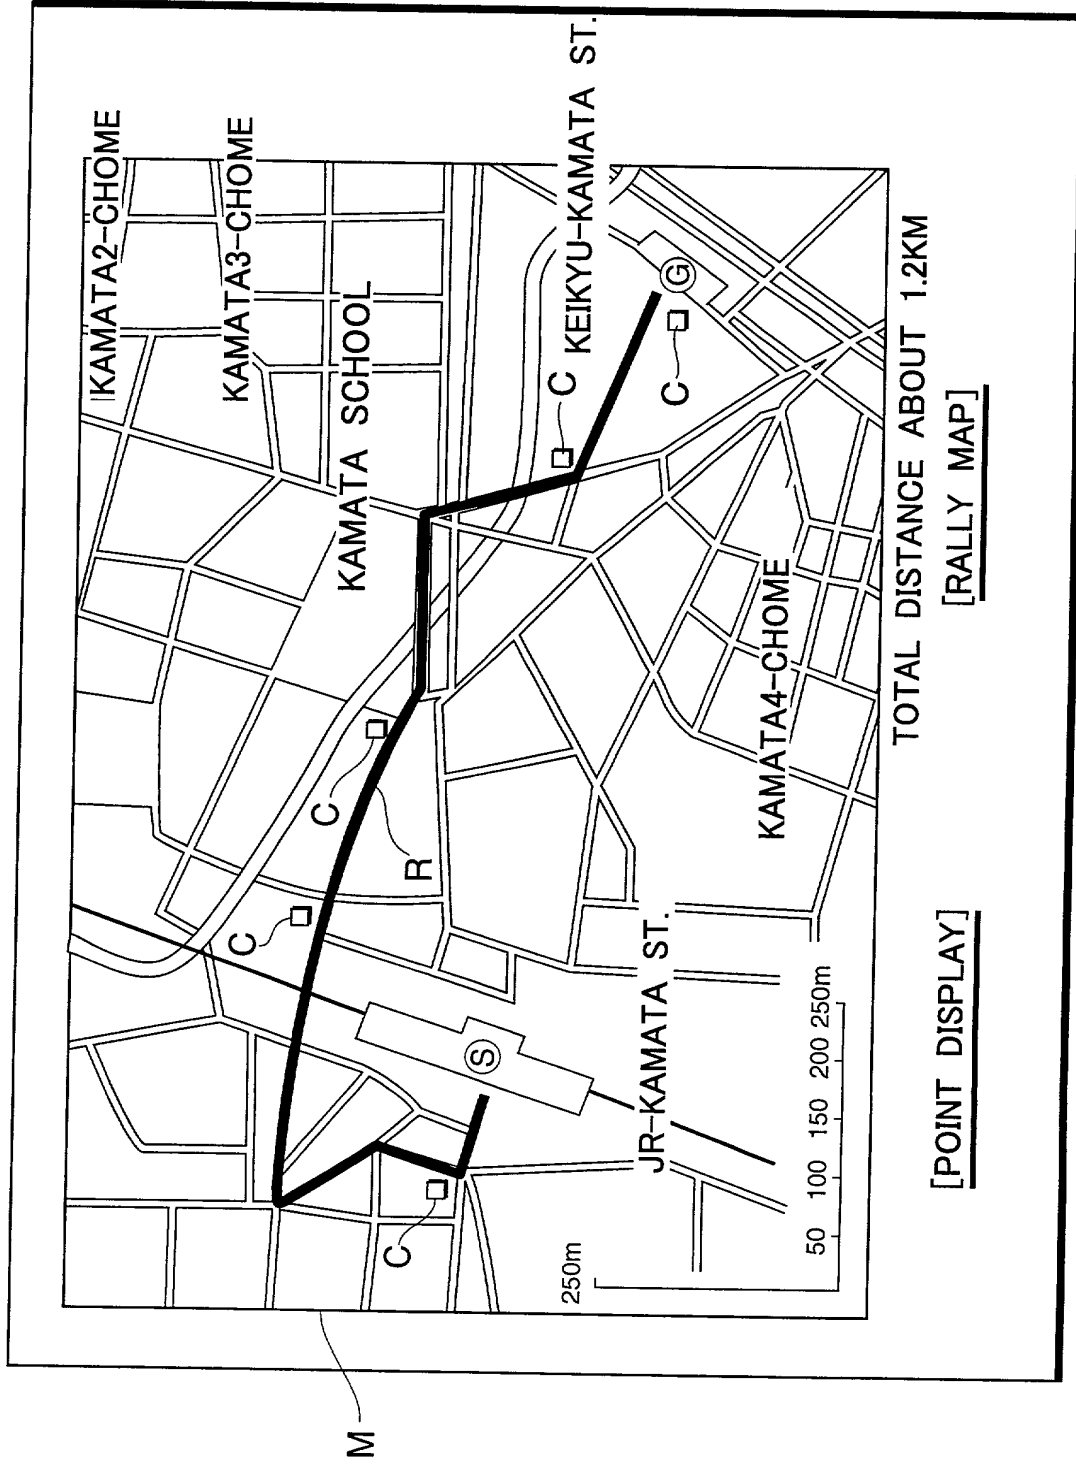 KAMATA2-CHOME
KAMATA3-CHOME
KAMATA SCHOOL
C
C
C
R
C
KEIKYU-KAMATA ST.
G
C
S
C
JR-KAMATA ST.
KAMATA4-CHOME
250m
50 100 150 200 250m
M
TOTAL DISTANCE ABOUT 1.2KM
[POINT DISPLAY] [RALLY MAP]